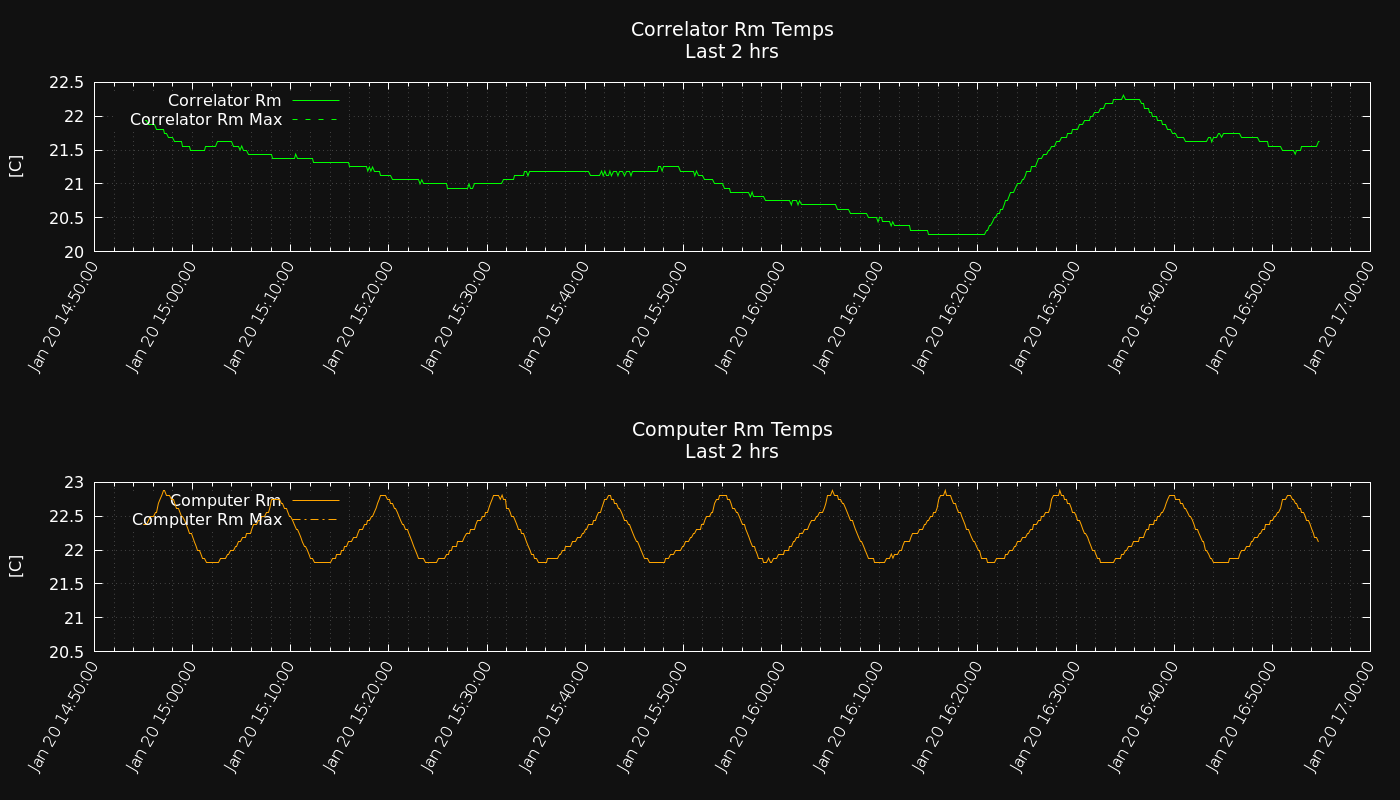 Correlator Rm Temps
Last 2 hrs
22.5
22
21.5
21
20.5
20
[C]
Correlator Rm
Correlator Rm Max
Jan 20 14:50:00
Jan 20 15:00:00
Jan 20 15:10:00
Jan 20 15:20:00
Jan 20 15:30:00
Jan 20 15:40:00
Jan 20 15:50:00
Jan 20 16:00:00
Jan 20 16:10:00
Jan 20 16:20:00
Jan 20 16:30:00
Jan 20 16:40:00
Jan 20 16:50:00
Jan 20 17:00:00
Computer Rm Temps
Last 2 hrs
23
22.5
22
21.5
21
20.5
[C]
Computer Rm
Computer Rm Max
Jan 20 14:50:00
Jan 20 15:00:00
Jan 20 15:10:00
Jan 20 15:20:00
Jan 20 15:30:00
Jan 20 15:40:00
Jan 20 15:50:00
Jan 20 16:00:00
Jan 20 16:10:00
Jan 20 16:20:00
Jan 20 16:30:00
Jan 20 16:40:00
Jan 20 16:50:00
Jan 20 17:00:00